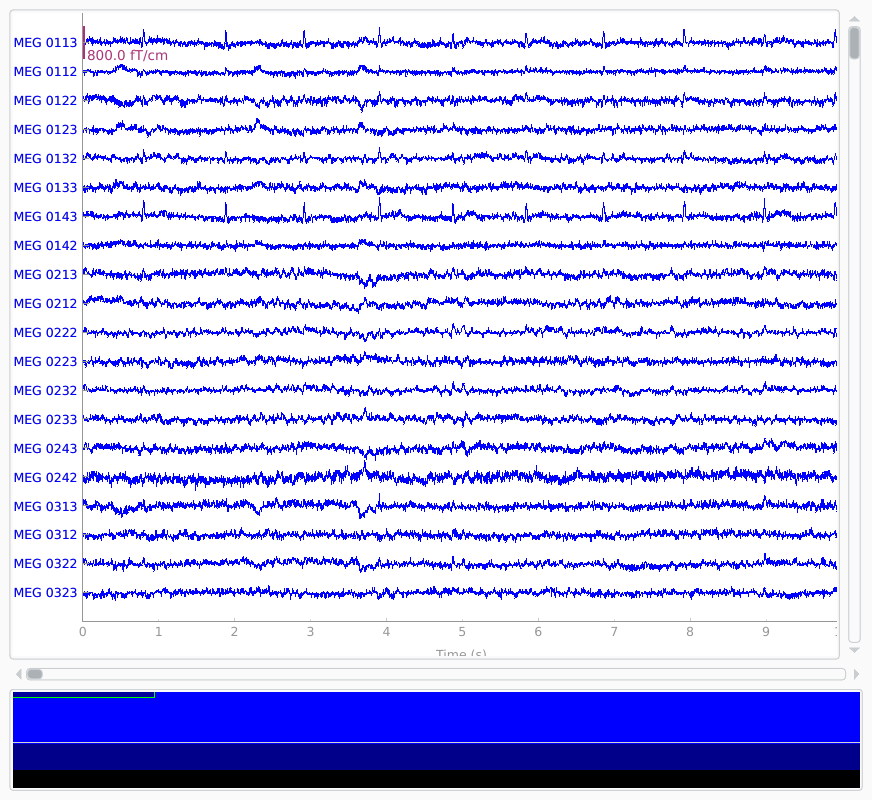 MEG 0113
800.0 fT/cm
MEG 0112
MEG 0122
MEG 0123
MEG 0132
MEG 0133
MEG 0143
MEG 0142
MEG 0213
MEG 0212
MEG 0222
MEG 0223
MEG 0232
MEG 0233
MEG 0243
MEG 0242
MEG 0313
MEG 0312
MEG 0322
MEG 0323
0 1 2 3 4 5 6 7 8 9
Time (s)